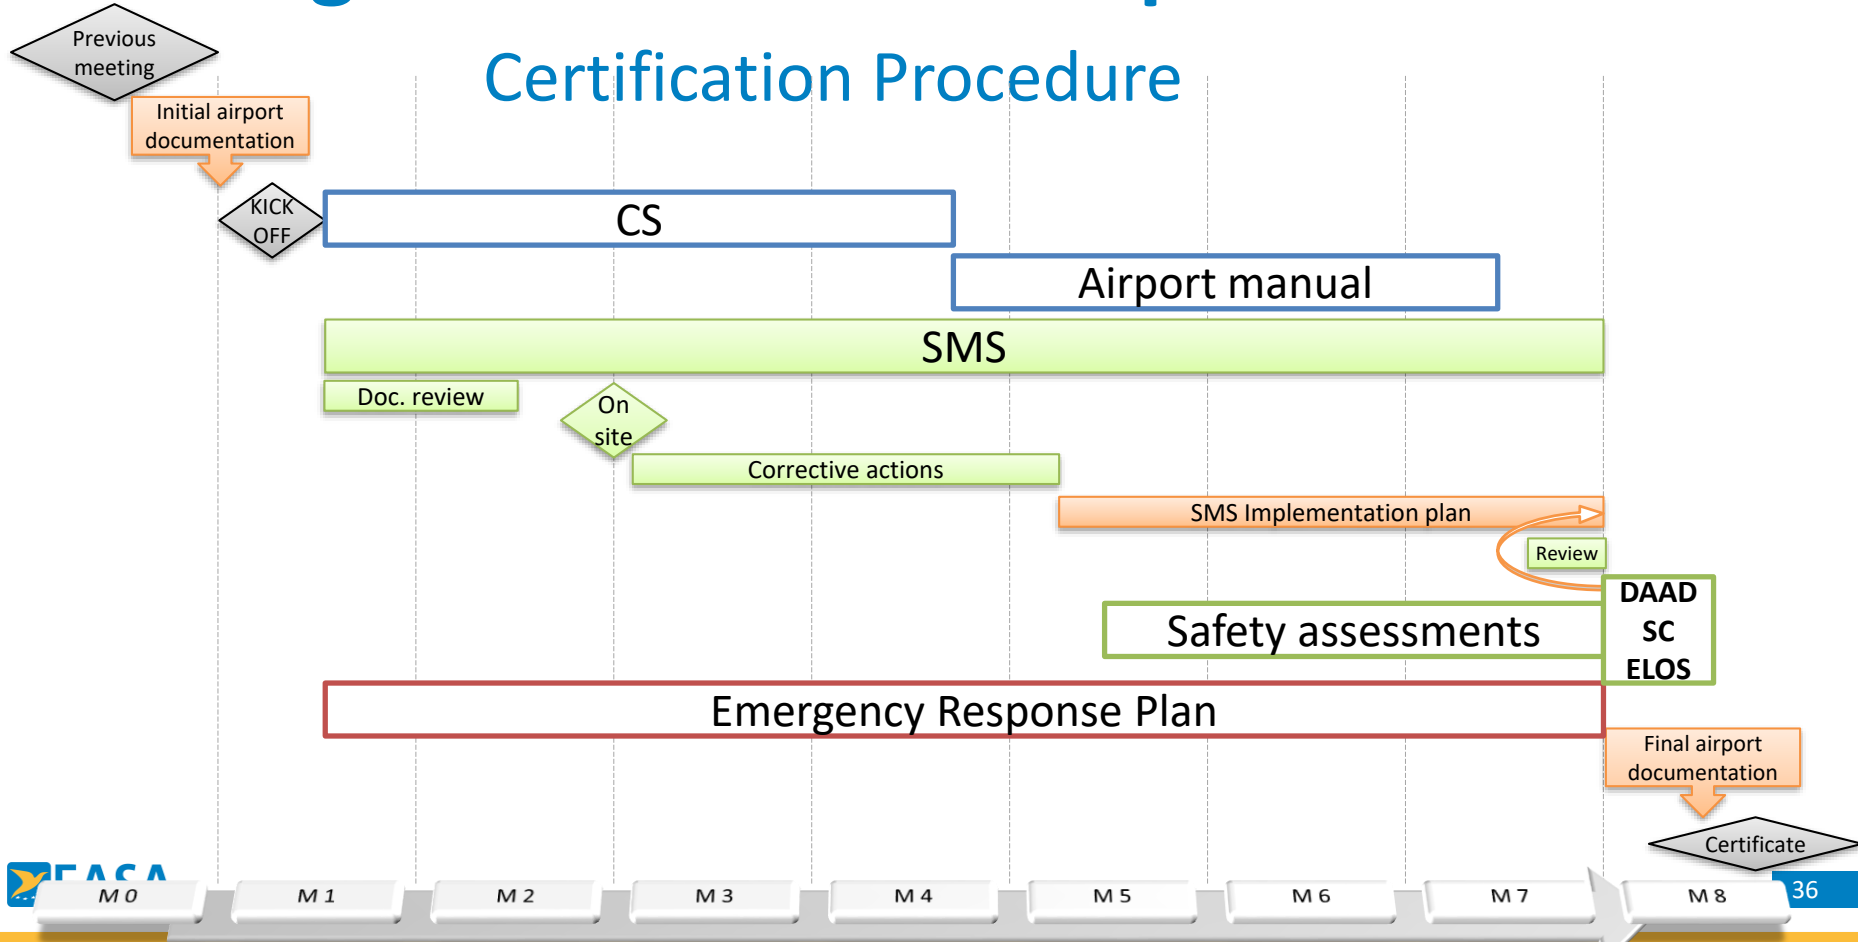 Certification Procedure
Previous
meeting
Initial airport
documentation
KICK
OFF
CS
Airport manual
SMS
Doc. review
On
site
Corrective actions
SMS Implementation plan
Review
DAAD
SC
ELOS
Safety assessments
Emergency Response Plan
Final airport
documentation
Certificate
EASA
M 0
M 1
M 2
M 3
M 4
M 5
M 6
M 7
M 8
36